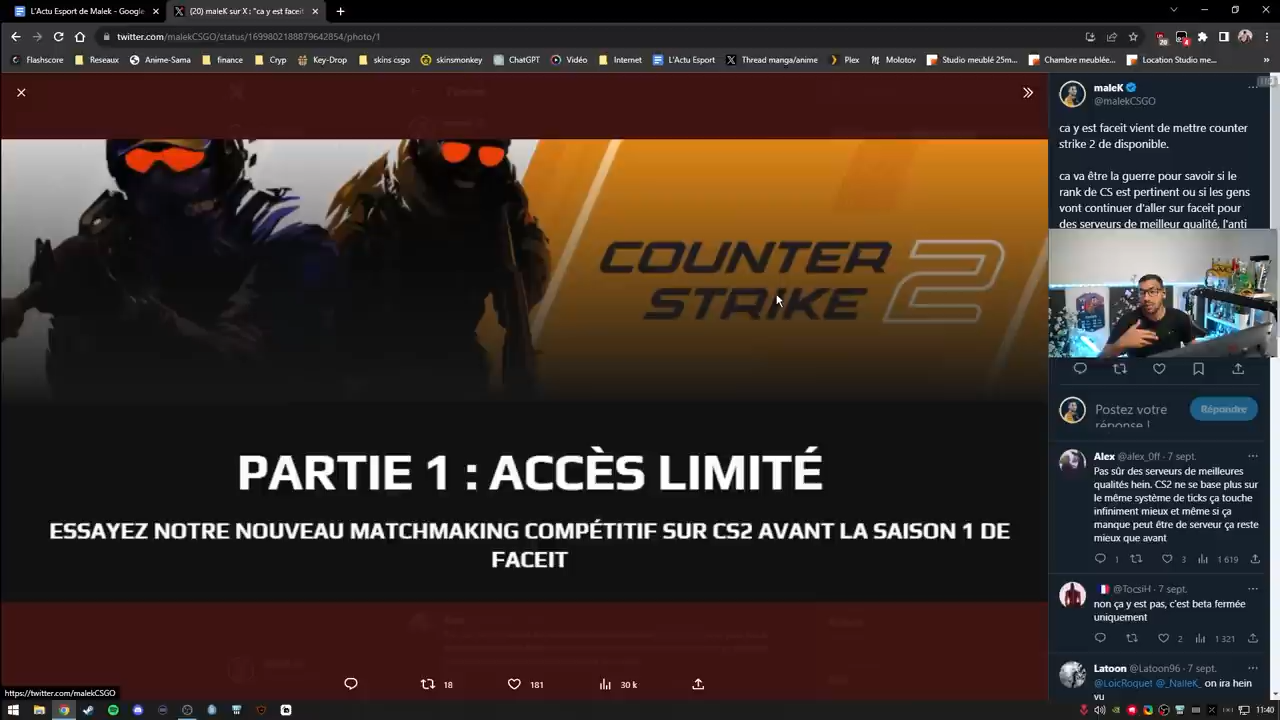 L'Actu Esport de Malek - Google
(20) maleK sur X : "ca y est faceit
twitter.com/malekCSGO/status/1699802188879642854/photo/1
Flashscore
Reseaux
Anime-Sama
finance
Cryp
Key-Drop
skins csgo
skinsmonkey
ChatGPT
Vidéo
Internet
L'Actu Esport
Thread manga/anime
Plex
Molotov
Studio meublé 25m...
Chambre meublée...
Location Studio me...
COUNTER
STRIKE 2
PARTIE 1 : ACCÈS LIMITÉ
ESSAYEZ NOTRE NOUVEAU MATCHMAKING COMPÉTITIF SUR CS2 AVANT LA SAISON 1 DE
FACEIT
18
181
30 k
https://twitter.com/malekCSGO
maleK
@malekCSGO
ca y est faceit vient de mettre counter
strike 2 de disponible.
ca va être la guerre pour savoir si le
rank de CS est pertinent ou si les gens
vont continuer d'aller sur faceit pour
des serveurs de meilleur qualité, l'anti
Postez votre
réponse !
Répondre
Alex @alex_0ff · 7 sept.
Pas sûr des serveurs de meilleures
qualités hein. CS2 ne se base plus sur
le même système de ticks ça touche
infiniment mieux et même si ça
manque peut être de serveur ça reste
mieux que avant
1
3
1 619
@TocsiH · 7 sept.
non ça y est pas, c'est beta fermée
uniquement
2
1 321
Latoon @Latoon96 · 7 sept.
@LoicRoquet @_NalleK_ on ira hein
vu
11:40